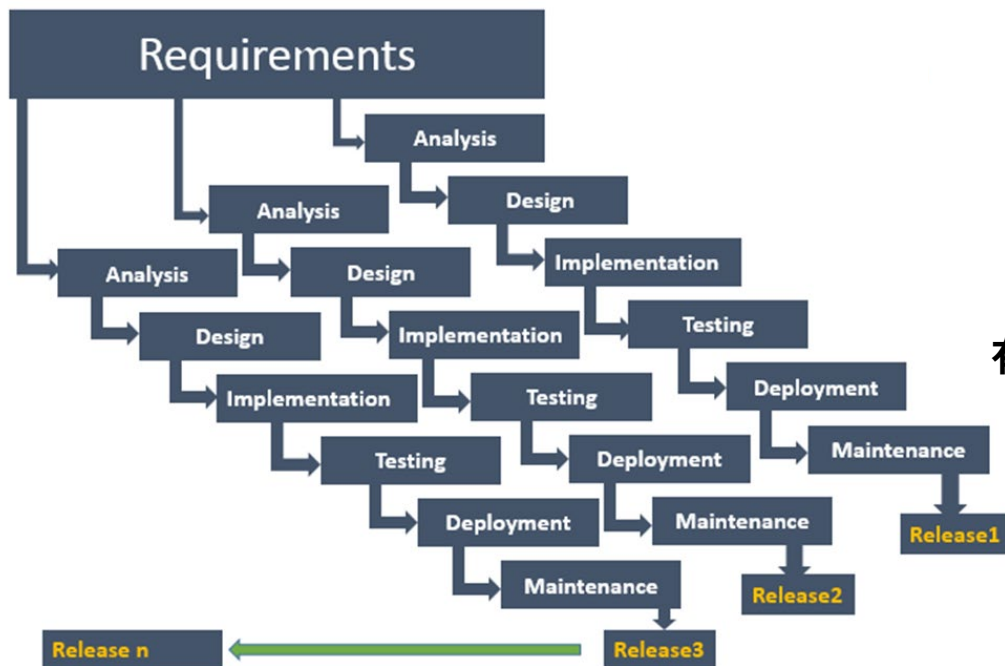 Requirements
Analysis
Design
Implementation
Testing
Deployment
Maintenance
Release1
Analysis
Design
Implementation
Testing
Deployment
Maintenance
Release2
Analysis
Design
Implementation
Testing
Deployment
Maintenance
Release3
Release n